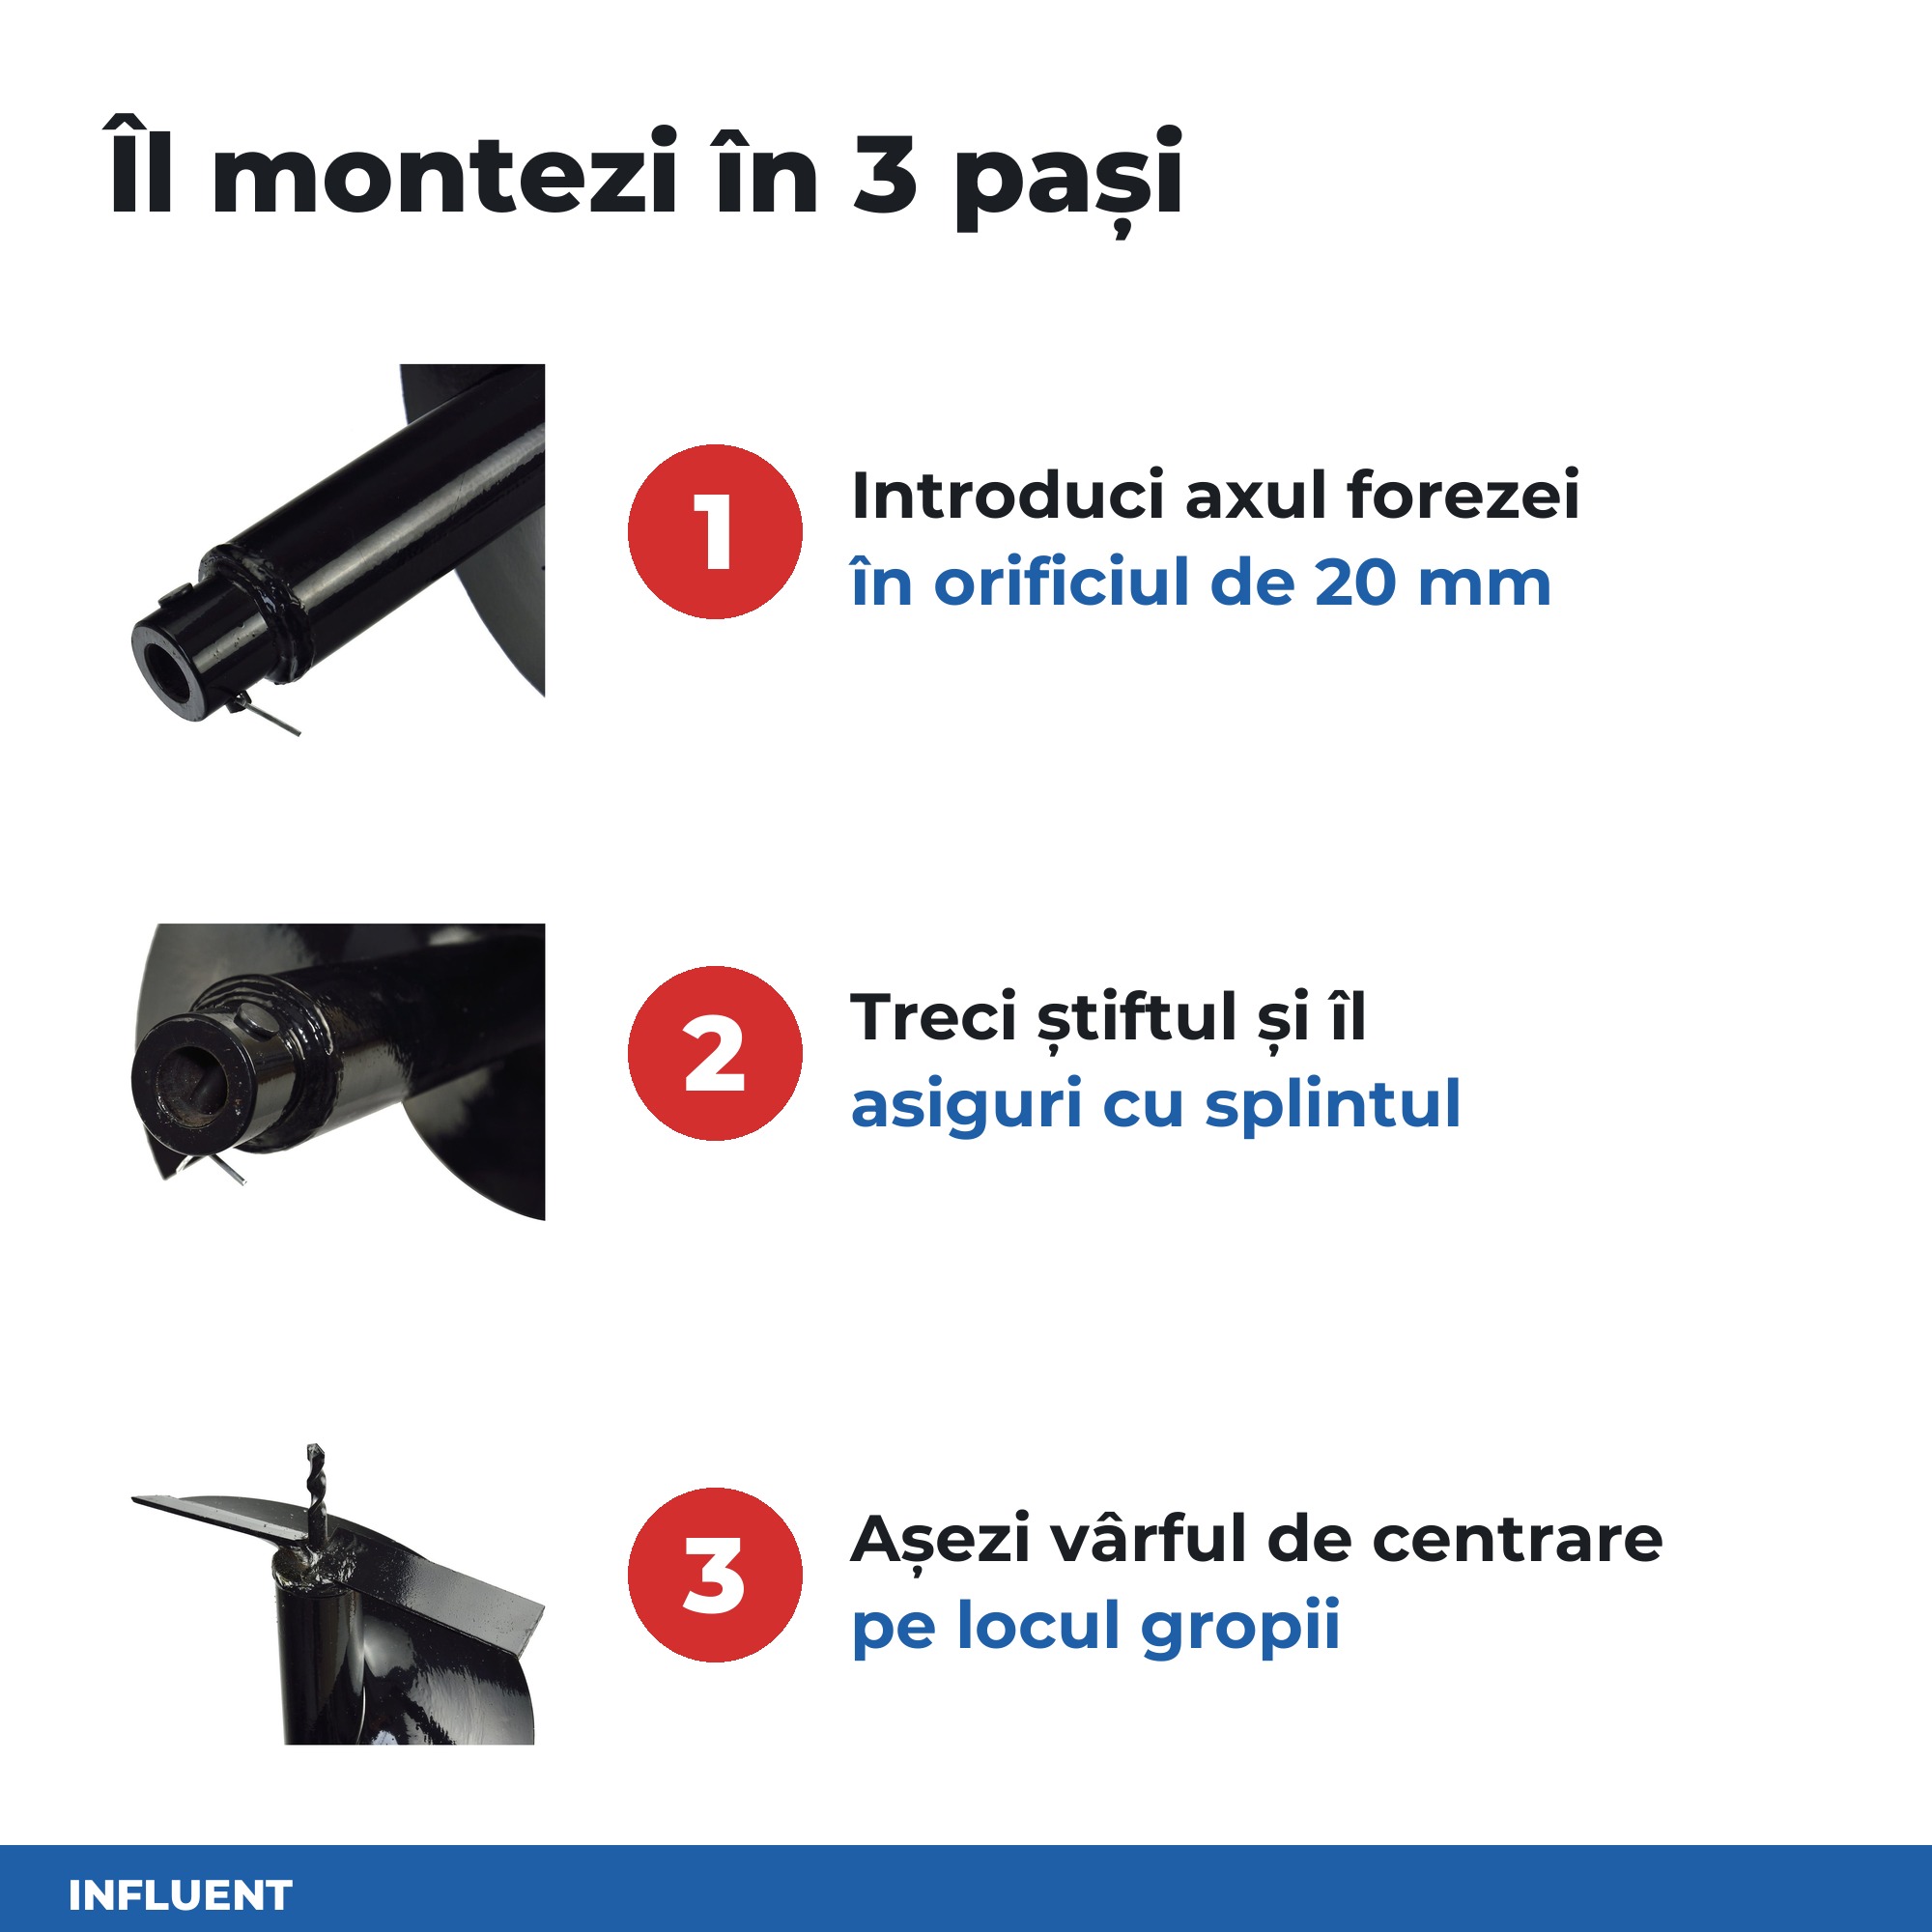 Îl montezi în 3 pași
1
Introduci axul forezei
în orificiul de 20 mm
2
Treci știftul și îl
asiguri cu splintul
3
Așezi vârful de centrare
pe locul gropii
INFLUENT